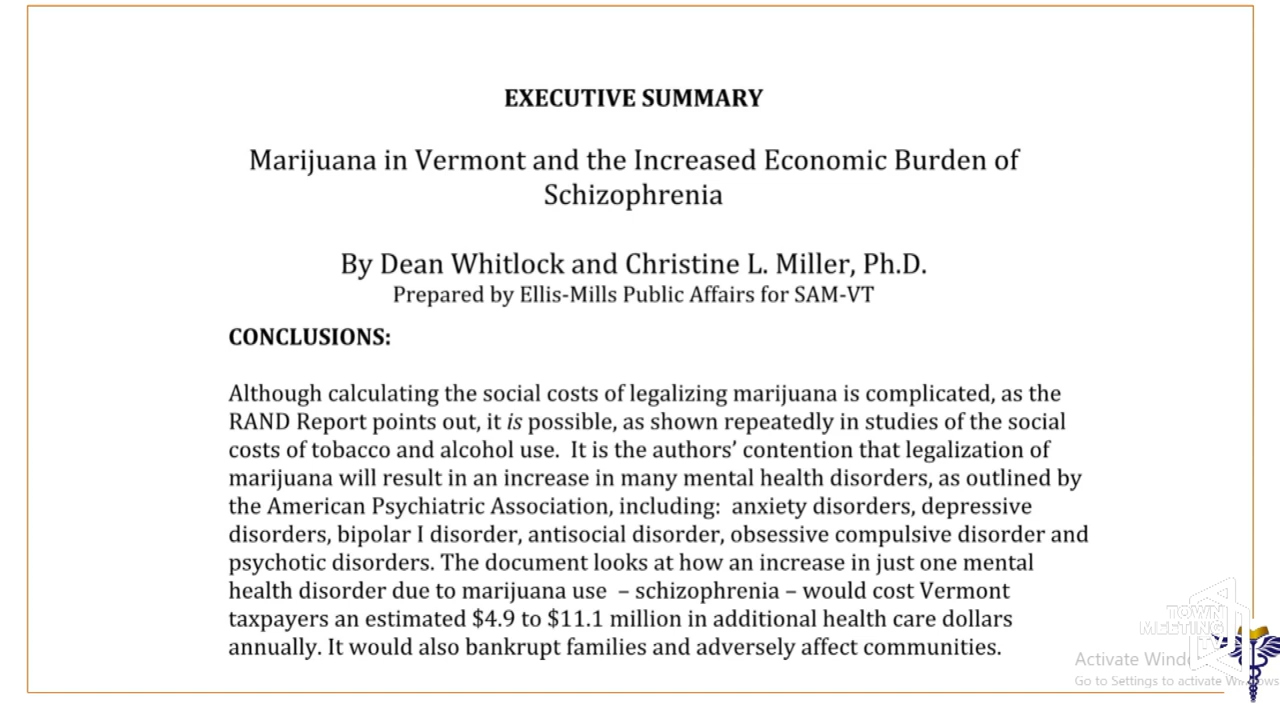 EXECUTIVE SUMMARY
Marijuana in Vermont and the Increased Economic Burden of
Schizophrenia
By Dean Whitlock and Christine L. Miller, Ph.D.
Prepared by Ellis-Mills Public Affairs for SAM-VT
CONCLUSIONS:
Although calculating the social costs of legalizing marijuana is complicated, as the
RAND Report points out, it is possible, as shown repeatedly in studies of the social
costs of tobacco and alcohol use.  It is the authors' contention that legalization of
marijuana will result in an increase in many mental health disorders, as outlined by
the American Psychiatric Association, including:  anxiety disorders, depressive
disorders, bipolar I disorder, antisocial disorder, obsessive compulsive disorder and
psychotic disorders. The document looks at how an increase in just one mental
health disorder due to marijuana use  – schizophrenia – would cost Vermont
taxpayers an estimated $4.9 to $11.1 million in additional health care dollars
annually. It would also bankrupt families and adversely affect communities.
TOWN
MEETING
TV
Activate
Go to Settings to activate